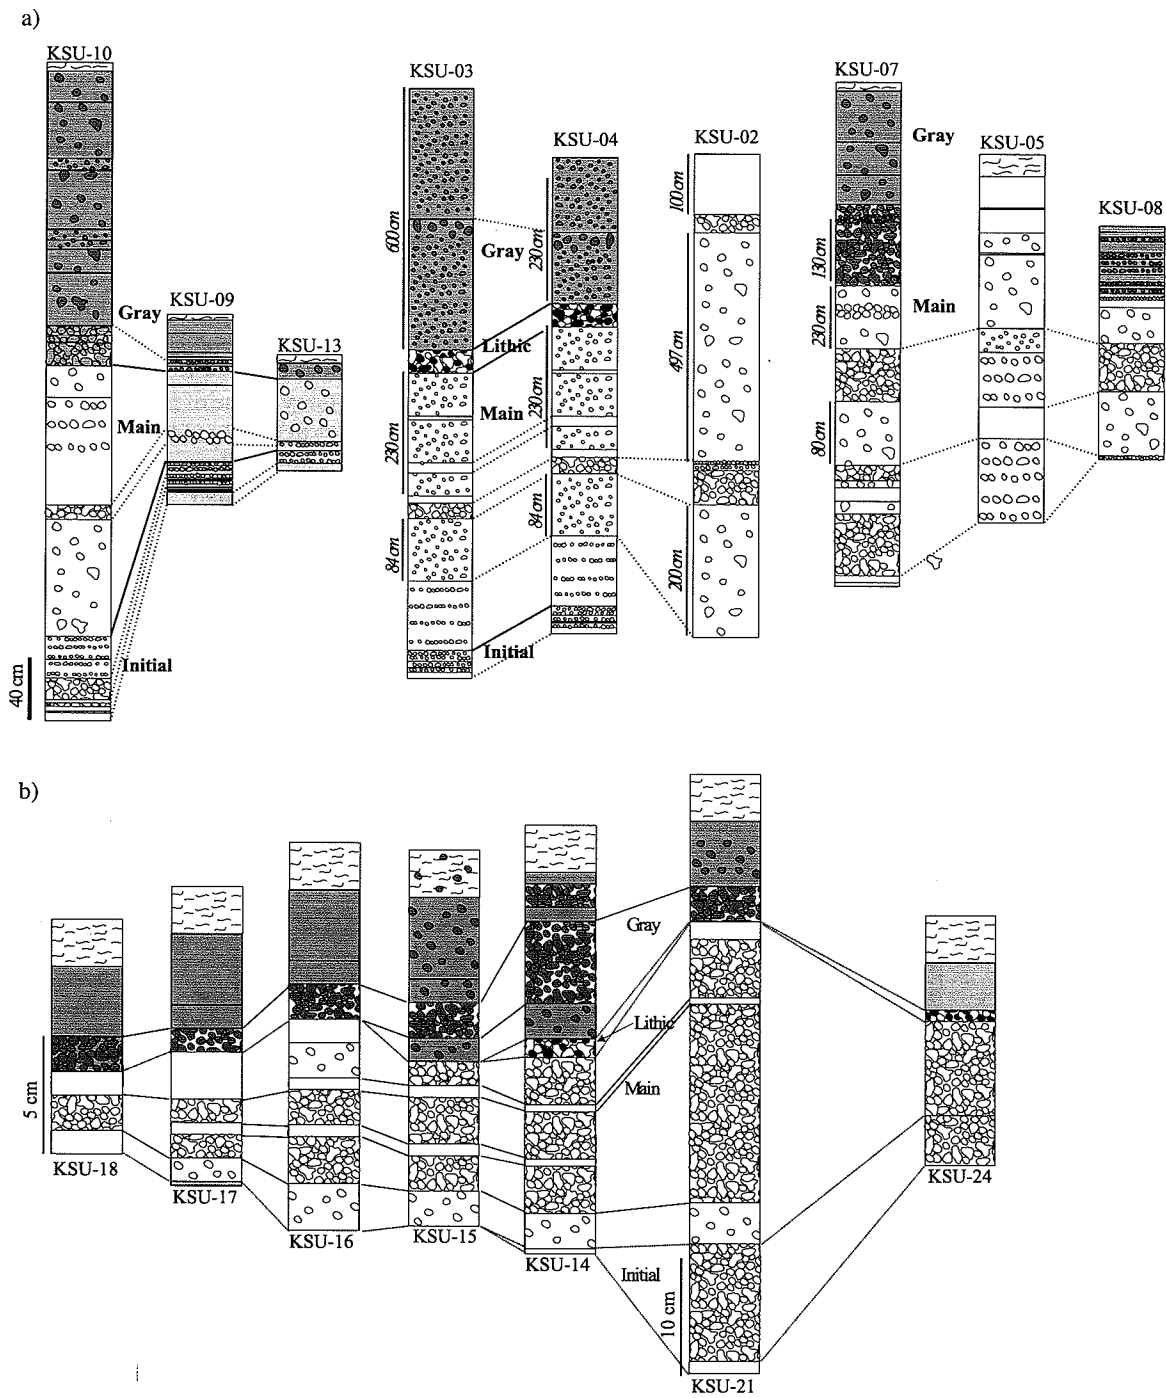 a)
KSU-10
KSU-03
KSU-07
KSU-04
KSU-02
KSU-05
KSU-08
KSU-09
KSU-13
Gray
Gray
Gray
Lithic
Main
Main
Main
Initial
Initial
40 cm
600 cm
230 cm
84 cm
230 cm
230 cm
84 cm
100 cm
497 cm
200 cm
130 cm
230 cm
80 cm
b)
Gray
Lithic
Main
Initial
5 cm
10 cm
KSU-18
KSU-17
KSU-16
KSU-15
KSU-14
KSU-21
KSU-24